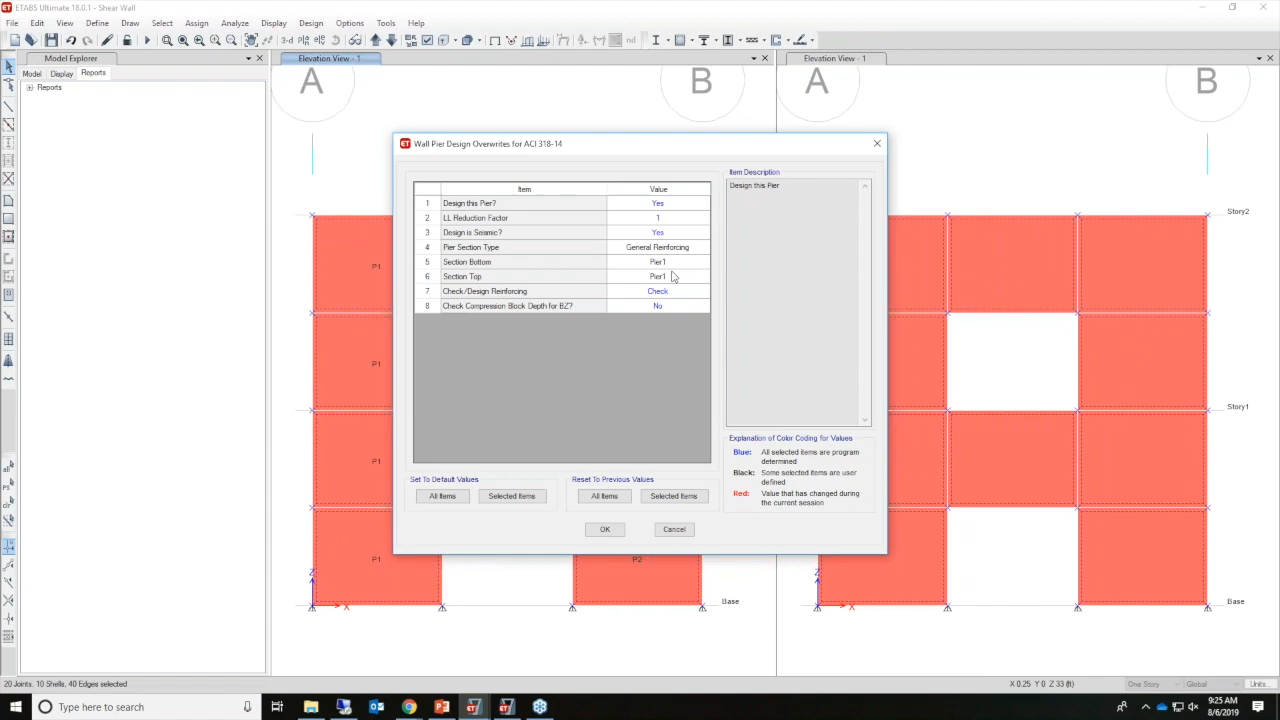 ETABS Ultimate 18.0.1 - Shear Wall
File Edit View Define Draw Select Assign Analyze Display Design Options Tools Help
3-d
nd
Model Explorer
Model Display Reports
Reports
Elevation View - 1
Elevation View - 1
A
B
A
B
Wall Pier Design Overwrites for ACI 318-14
Item Value
1 Design this Pier? Yes
2 LL Reduction Factor 1
3 Design is Seismic? Yes
4 Pier Section Type General Reinforcing
5 Section Bottom Pier1
6 Section Top Pier1
7 Check/Design Reinforcing Check
8 Check Compression Block Depth for BZ? No
Item Description
Design this Pier
Explanation of Color Coding for Values
Blue: All selected items are program
determined
Black: Some selected items are user
defined
Red: Value that has changed during
the current session
Set To Default Values
All Items Selected Items
Reset To Previous Values
All Items Selected Items
OK Cancel
P1
P1
P1
P1
P2
Story2
Story1
Base
Base
Z
X
Z
X
all
ps
clr
20 Joints, 10 Shells, 40 Edges selected
X 0.25 Y 0 Z 33 (ft)
One Story Global Units...
Type here to search
9:25 AM
8/6/2019